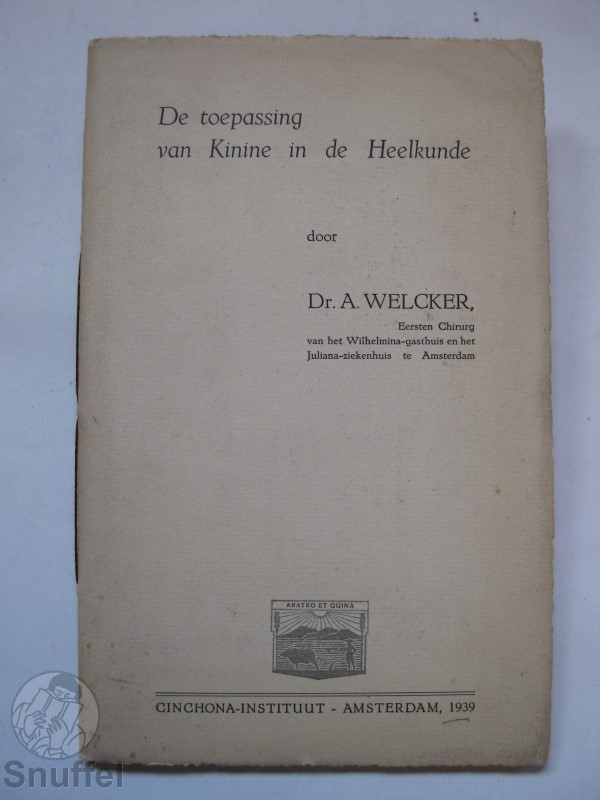 De toepassing
van Kinine in de Heelkunde
door
Dr. A. WELCKER,
Eersten Chirurg
van het Wilhelmina-gasthuis en het
Juliana-ziekenhuis te Amsterdam
ARATRO ET QUINA
CINCHONA-INSTITUUT - AMSTERDAM, 1939
Snuffel